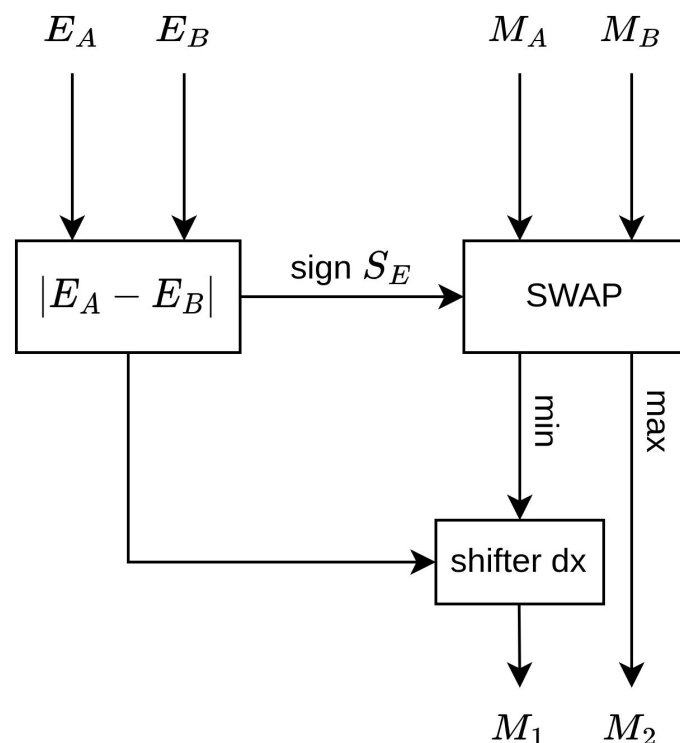 E_A E_B M_A M_B
|E_A − E_B|
sign S_E
SWAP
min
max
shifter dx
M_1 M_2